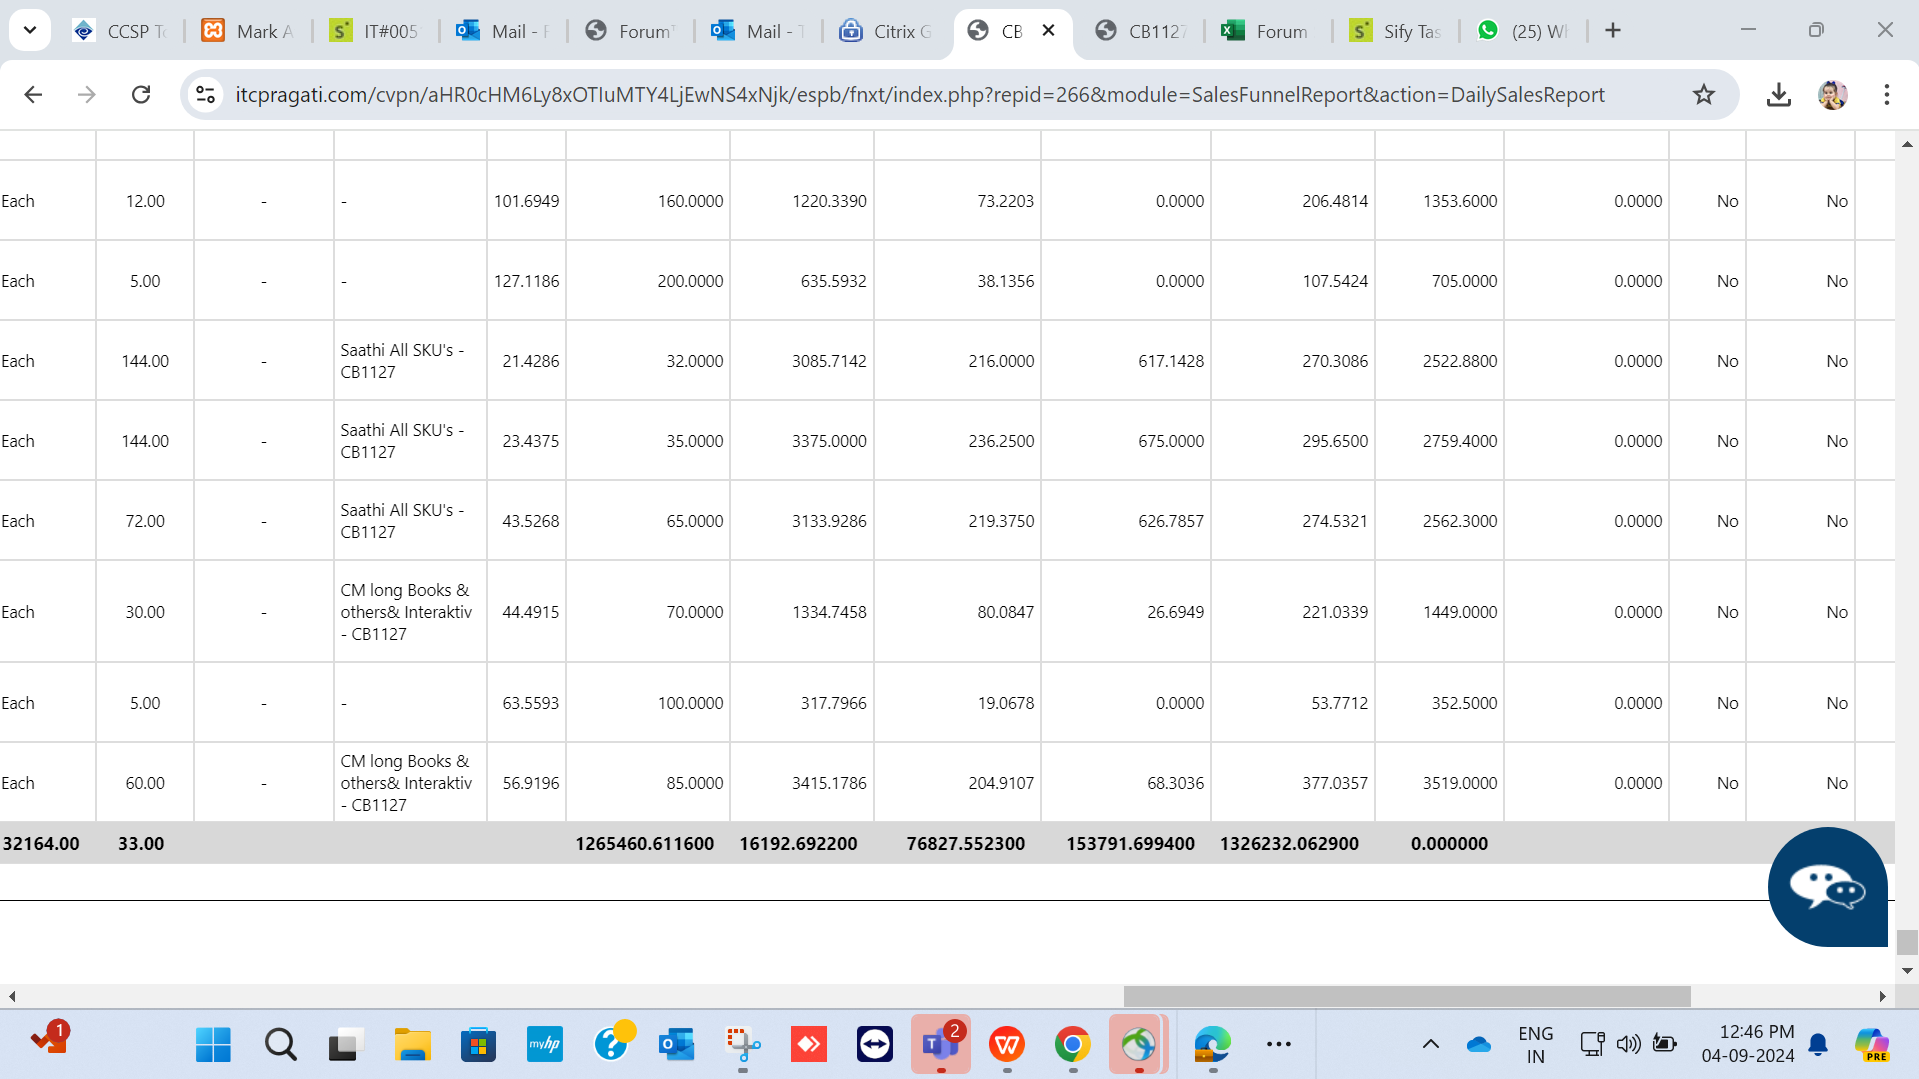 CCSP To
Mark A
IT#005
Mail - F
Forum
Mail - T
Citrix G
CB
CB1127
Forum
Sify Tas
(25) Wh
itcpragati.com/cvpn/aHR0cHM6Ly8xOTIuMTY4LjEwNS4xNjk/espb/fnxt/index.php?repid=266&module=SalesFunnelReport&action=DailySalesReport
Each 12.00 - - 101.6949 160.0000 1220.3390 73.2203 0.0000 206.4814 1353.6000 0.0000 No No
Each 5.00 - - 127.1186 200.0000 635.5932 38.1356 0.0000 107.5424 705.0000 0.0000 No No
Saathi All SKU's -
Each 144.00 - CB1127 21.4286 32.0000 3085.7142 216.0000 617.1428 270.3086 2522.8800 0.0000 No No
Saathi All SKU's -
Each 144.00 - CB1127 23.4375 35.0000 3375.0000 236.2500 675.0000 295.6500 2759.4000 0.0000 No No
Saathi All SKU's -
Each 72.00 - CB1127 43.5268 65.0000 3133.9286 219.3750 626.7857 274.5321 2562.3000 0.0000 No No
CM long Books &
Each 30.00 - others& Interaktiv 44.4915 70.0000 1334.7458 80.0847 26.6949 221.0339 1449.0000 0.0000 No No
- CB1127
Each 5.00 - - 63.5593 100.0000 317.7966 19.0678 0.0000 53.7712 352.5000 0.0000 No No
CM long Books &
Each 60.00 - others& Interaktiv 56.9196 85.0000 3415.1786 204.9107 68.3036 377.0357 3519.0000 0.0000 No No
- CB1127
32164.00 33.00 1265460.611600 16192.692200 76827.552300 153791.699400 1326232.062900 0.000000
1
myhp
2
ENG
IN
12:46 PM
04-09-2024
PRE